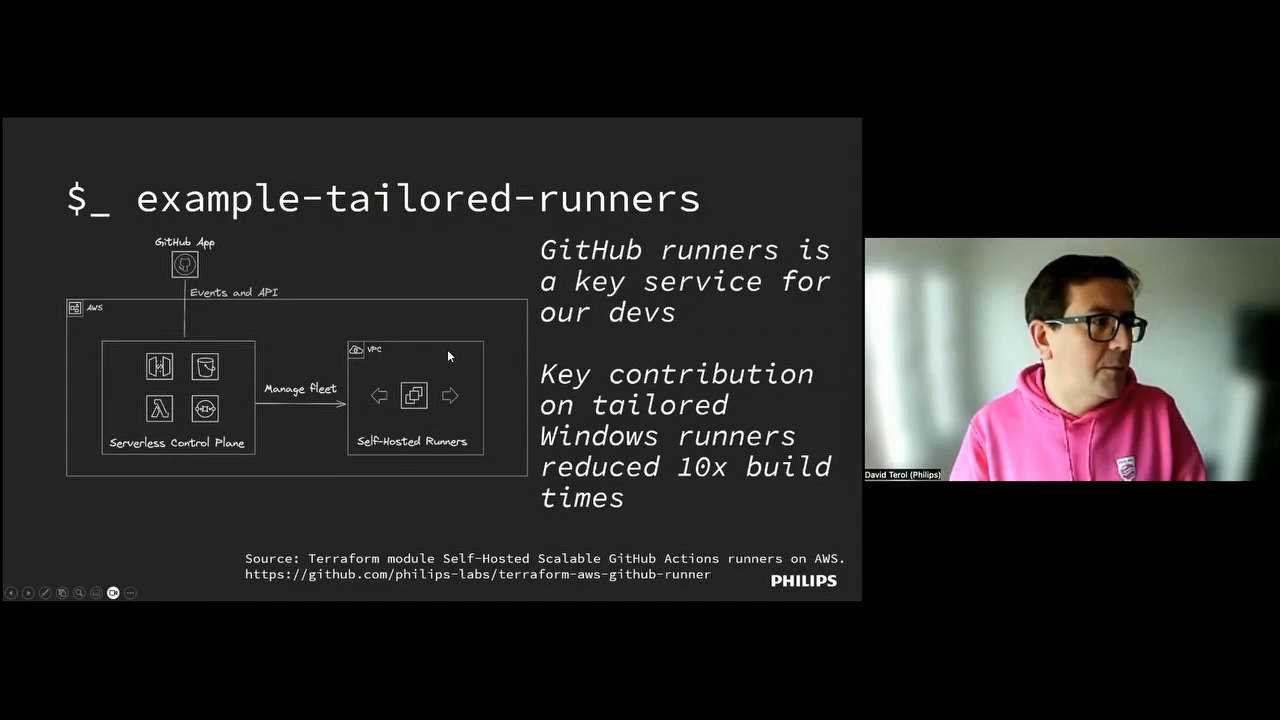 $_ example-tailored-runners
GitHub App
Events and API
AWS
Serverless Control Plane
Manage fleet
VPC
Self-Hosted Runners
GitHub runners is
a key service for
our devs
Key contribution
on tailored
Windows runners
reduced 10x build
times
Source: Terraform module Self-Hosted Scalable GitHub Actions runners on AWS.
https://github.com/philips-labs/terraform-aws-github-runner
PHILIPS
David Terol (Philips)